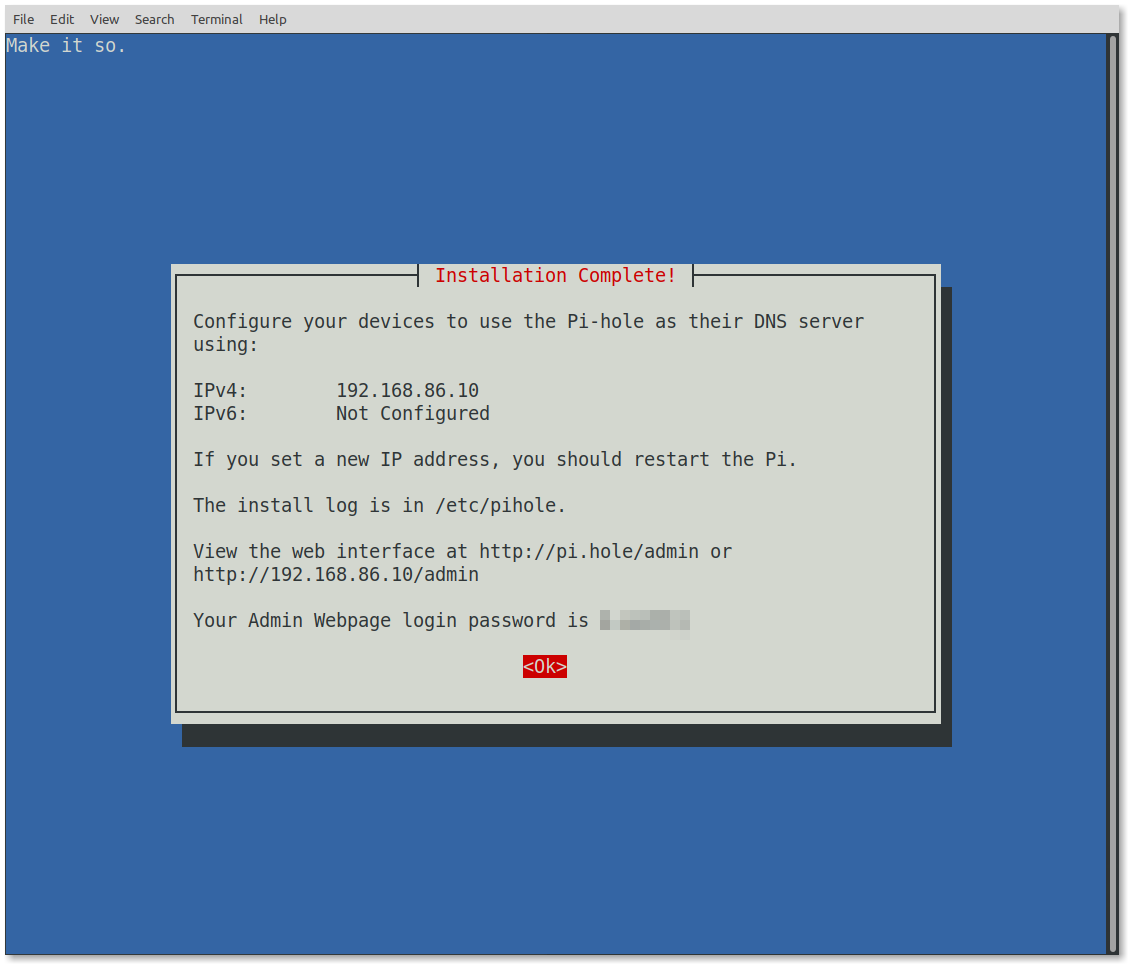 File Edit View Search Terminal Help
Make it so.
Installation Complete!
Configure your devices to use the Pi-hole as their DNS server
using:
IPv4: 192.168.86.10
IPv6: Not Configured
If you set a new IP address, you should restart the Pi.
The install log is in /etc/pihole.
View the web interface at http://pi.hole/admin or
http://192.168.86.10/admin
Your Admin Webpage login password is
<Ok>